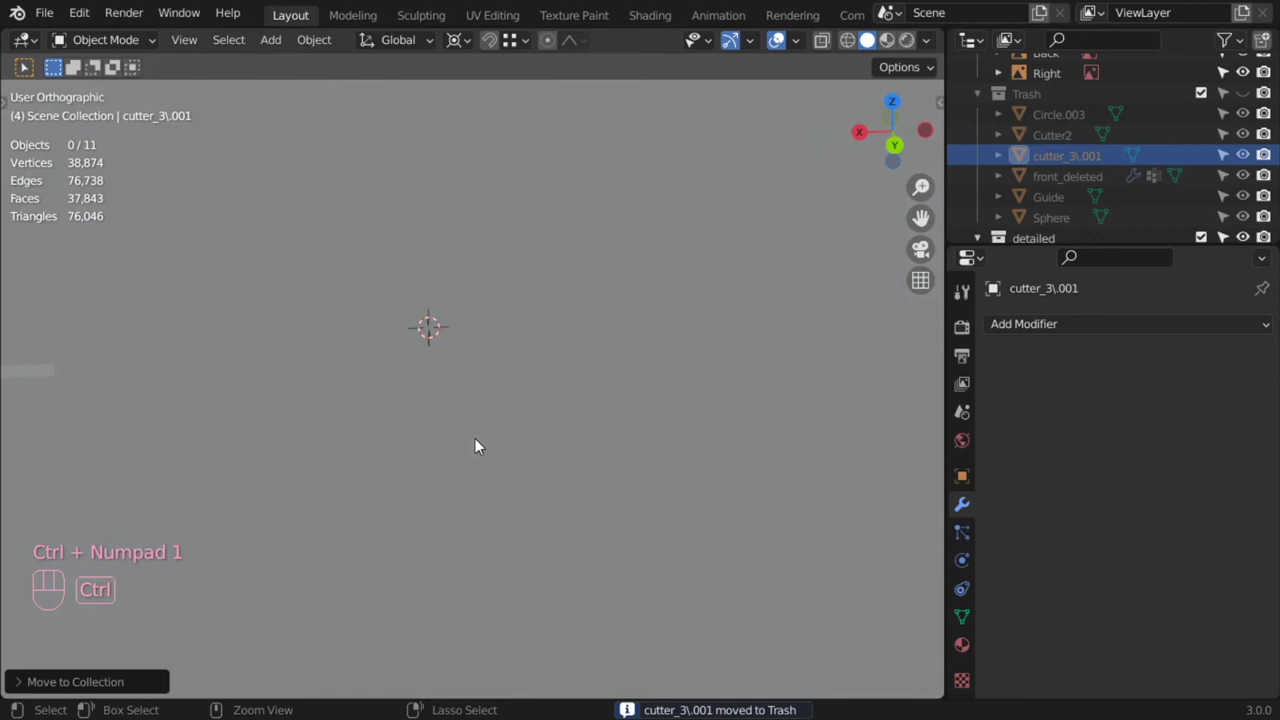 File Edit Render Window Help Layout Modeling Sculpting UV Editing Texture Paint Shading Animation Rendering Com Scene ViewLayer
Object Mode View Select Add Object Global
Options
User Orthographic
(4) Scene Collection | cutter_3\.001
Objects 0 / 11
Vertices 38,874
Edges 76,738
Faces 37,843
Triangles 76,046
Z
X
Y
Ctrl + Numpad 1
Ctrl
Move to Collection
Back
Right
Trash
Circle.003
Cutter2
cutter_3\.001
front_deleted
Guide
Sphere
detailed
cutter_3\.001
Add Modifier
Select Box Select Zoom View Lasso Select cutter_3\.001 moved to Trash 3.0.0